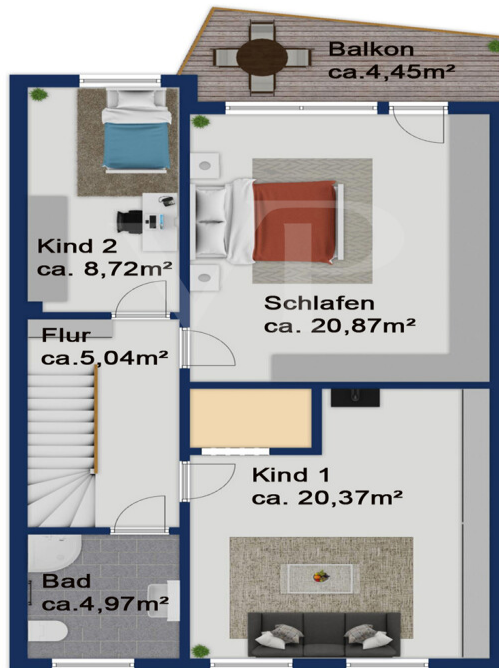 Balkon
ca.4,45m²
Kind 2
ca. 8,72m²
Schlafen
ca. 20,87m²
Flur
ca.5,04m²
Kind 1
ca. 20,37m²
Bad
ca.4,97m²